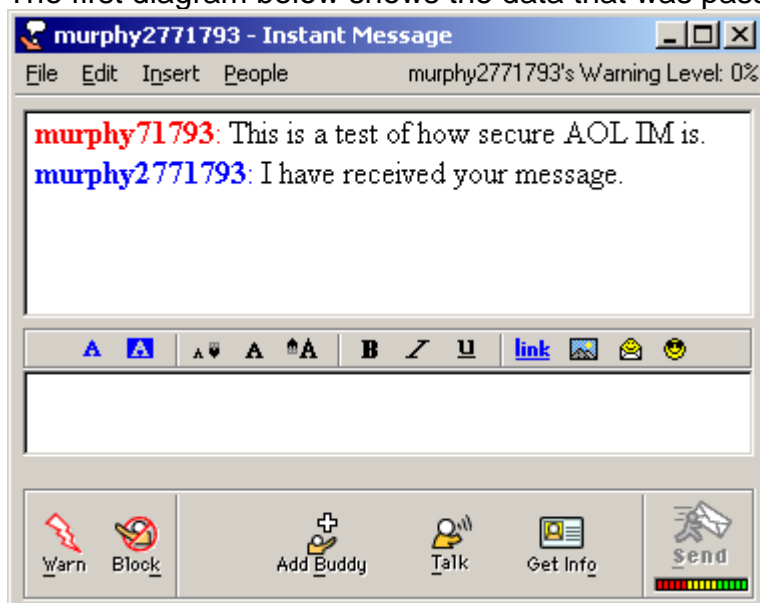 The first diagram below shows the data that was pass
murphy2771793 - Instant Message
File Edit Insert People murphy2771793's Warning Level: 0%
murphy71793: This is a test of how secure AOL IM is.
murphy2771793: I have received your message.
A A A A A B I U link
Warn Block Add Buddy Talk Get Info Send